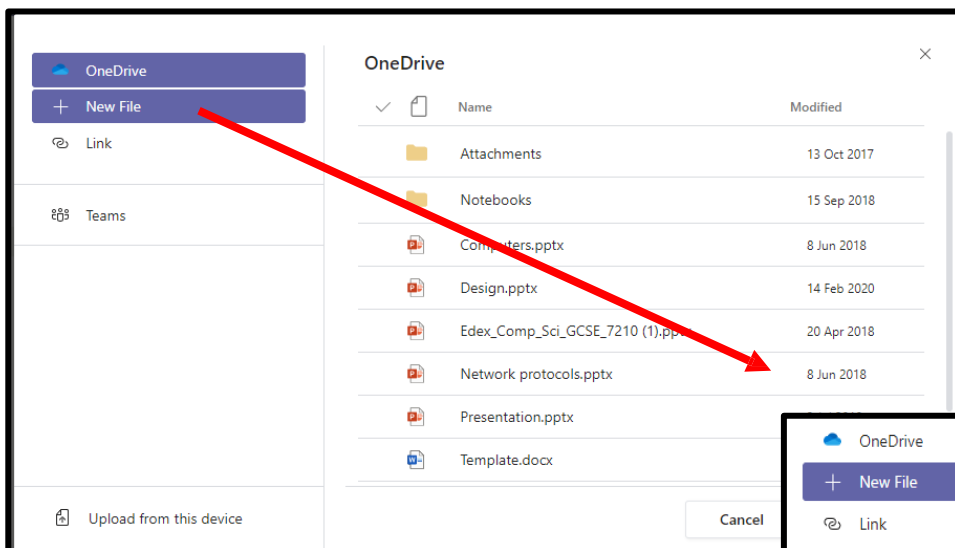 OneDrive
New File
Link
Teams
Upload from this device
OneDrive
Name Modified
Attachments 13 Oct 2017
Notebooks 15 Sep 2018
Computers.pptx 8 Jun 2018
Design.pptx 14 Feb 2020
Edex_Comp_Sci_GCSE_7210 (1).pptx 20 Apr 2018
Network protocols.pptx 8 Jun 2018
Presentation.pptx
Template.docx
Cancel
OneDrive
New File
Link